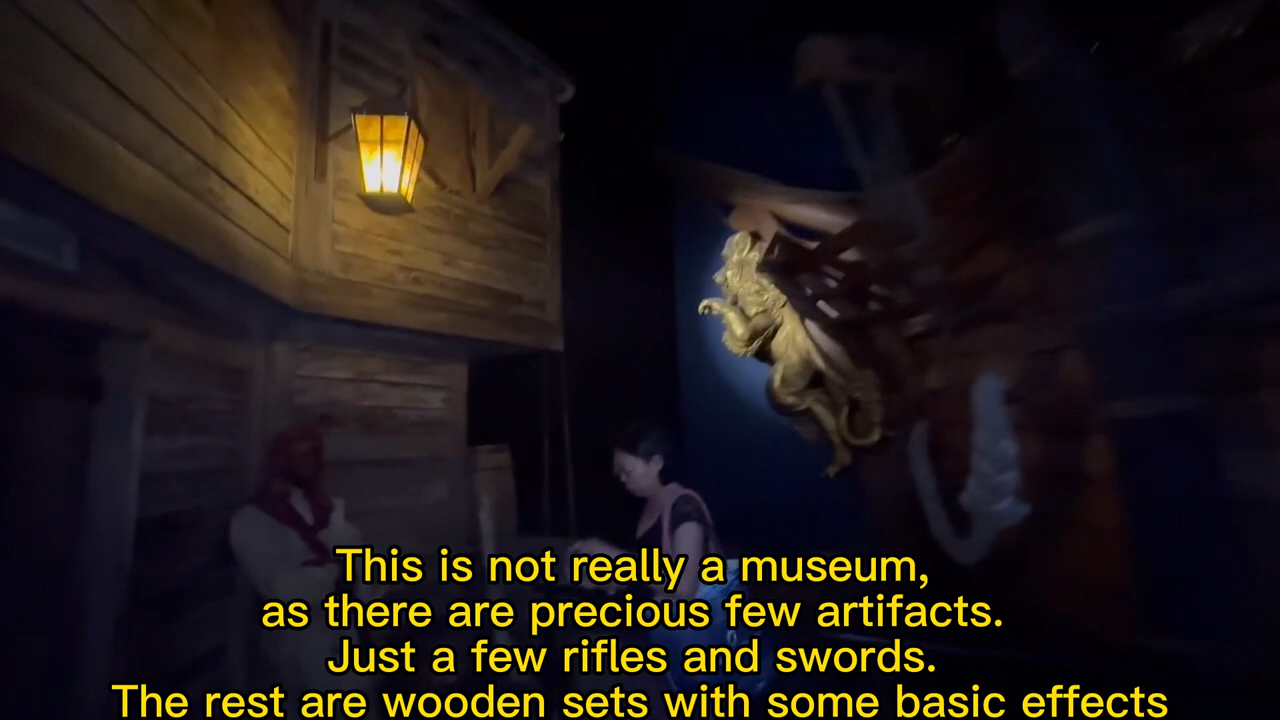 This is not really a museum,
as there are precious few artifacts.
Just a few rifles and swords.
The rest are wooden sets with some basic effects